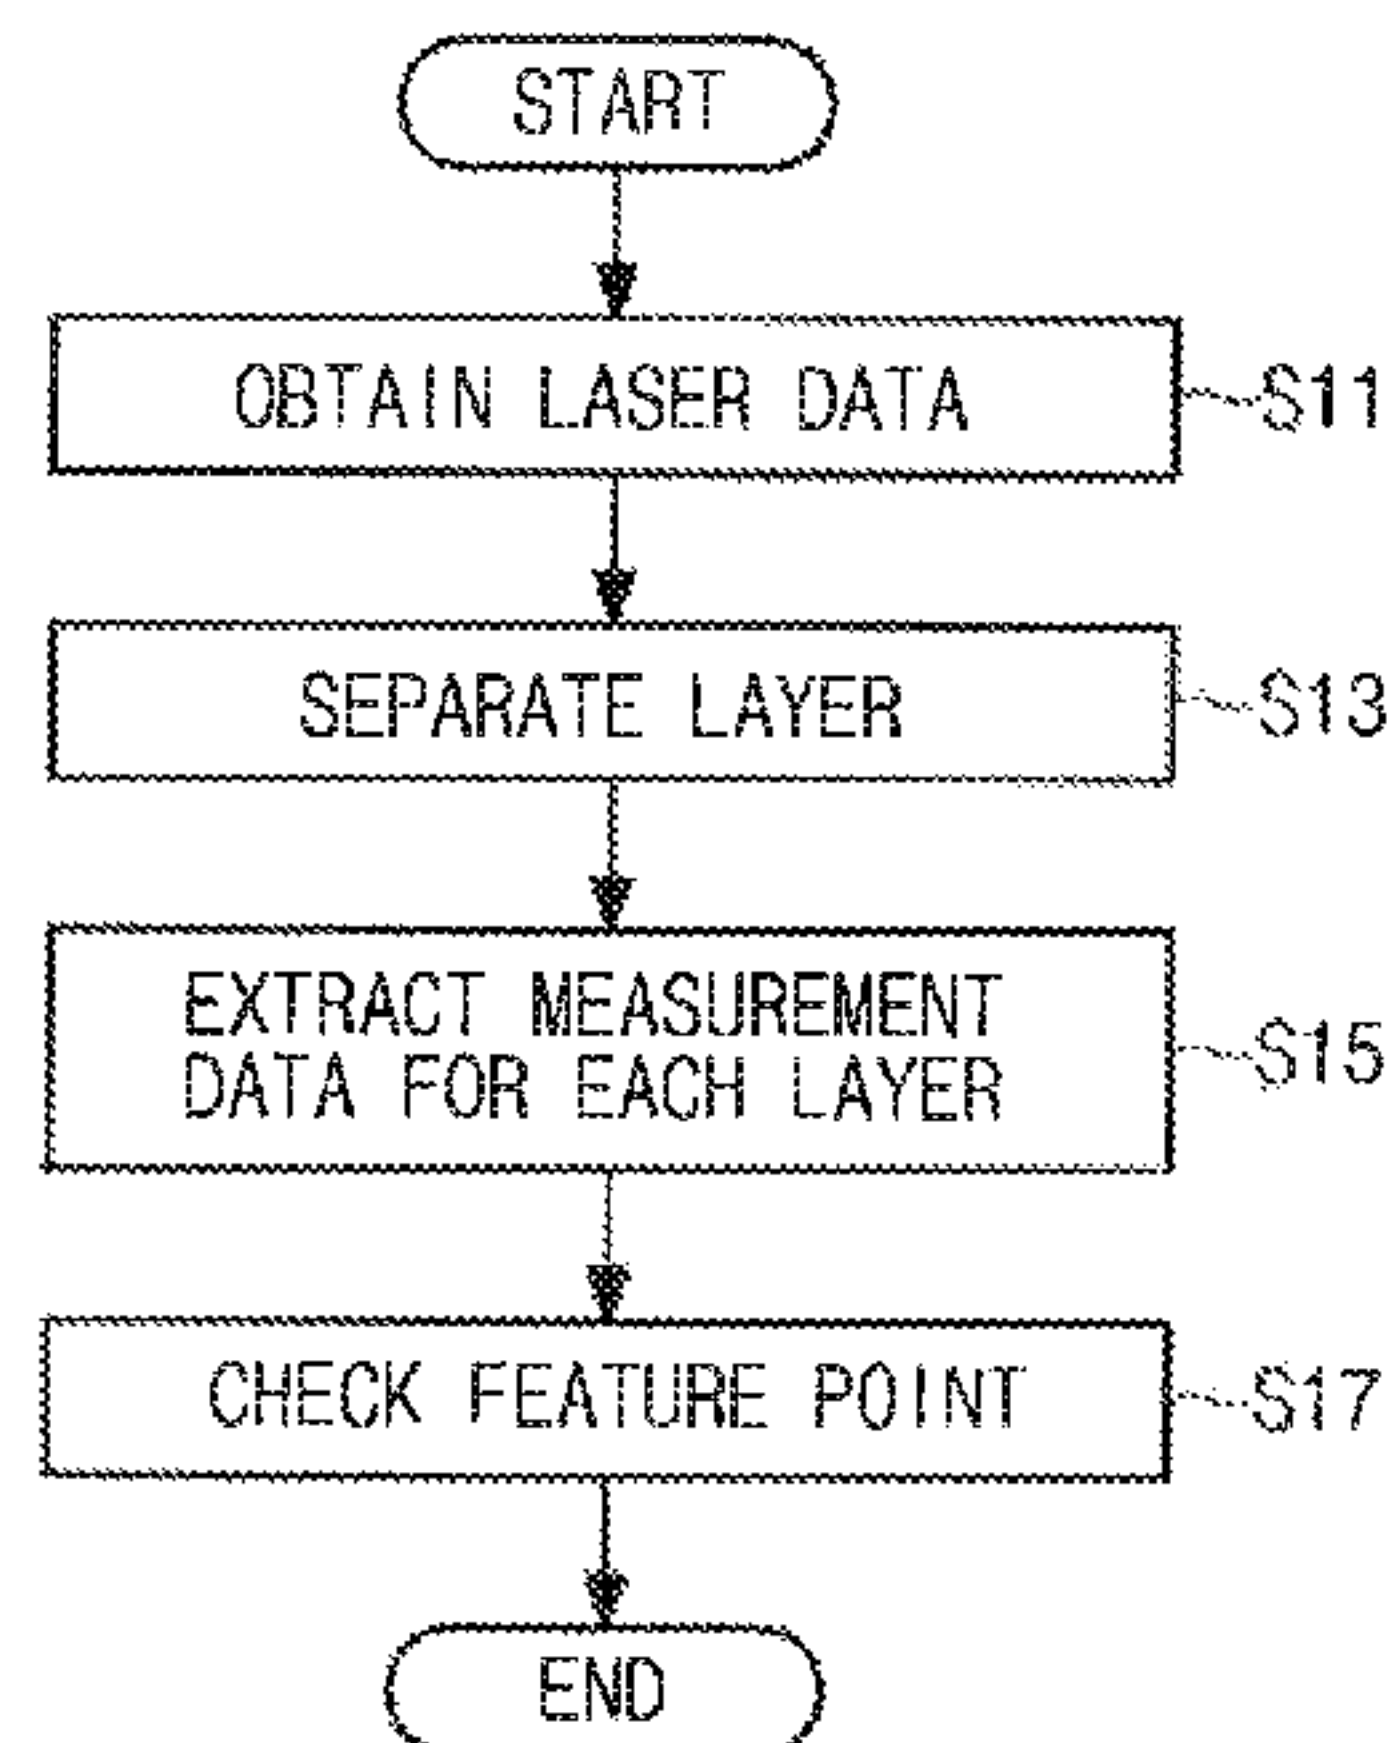 START
OBTAIN LASER DATA
S11
SEPARATE LAYER
S13
EXTRACT MEASUREMENT
DATA FOR EACH LAYER
S15
CHECK FEATURE POINT
S17
END